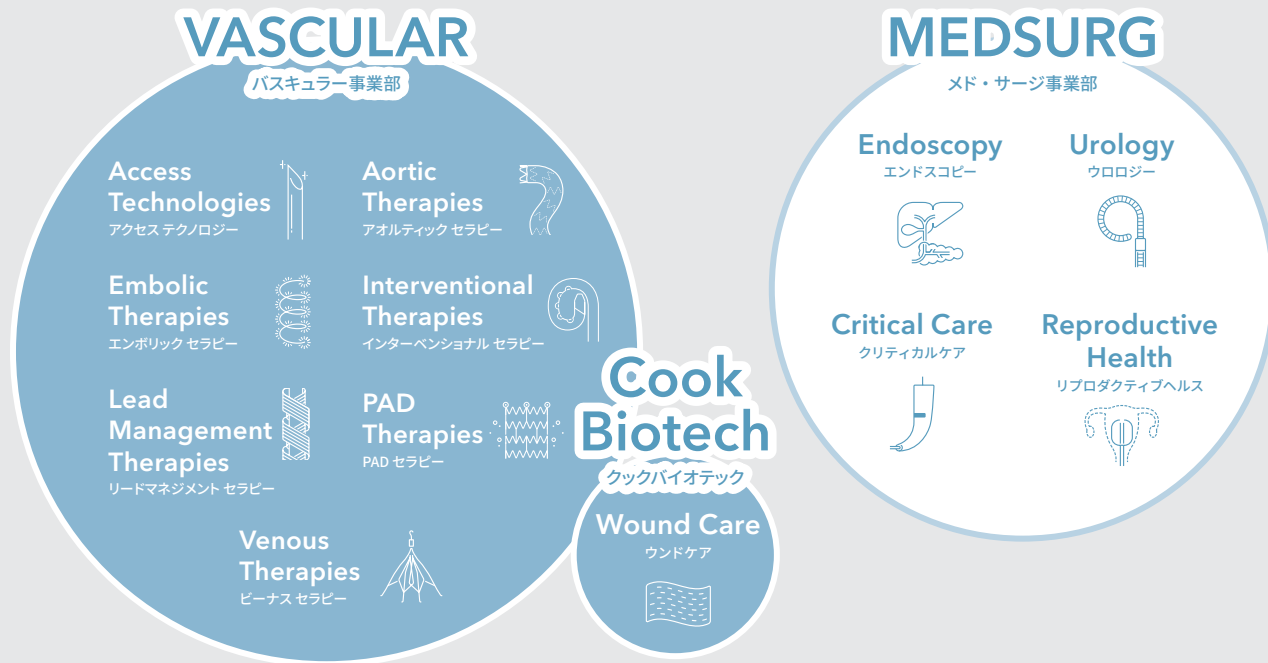 VASCULAR
バスキュラー事業部
Access
Technologies
アクセス テクノロジー
Aortic
Therapies
アオルティック セラピー
Embolic
Therapies
エンボリック セラピー
Interventional
Therapies
インターベンショナル セラピー
Lead
Management
Therapies
リードマネジメント セラピー
PAD
Therapies
PAD セラピー
Venous
Therapies
ビーナス セラピー
Cook
Biotech
クックバイオテック
Wound Care
ウンドケア
MEDSURG
メド・サージ事業部
Endoscopy
エンドスコピー
Urology
ウロロジー
Critical Care
クリティカルケア
Reproductive
Health
リプロダクティブヘルス